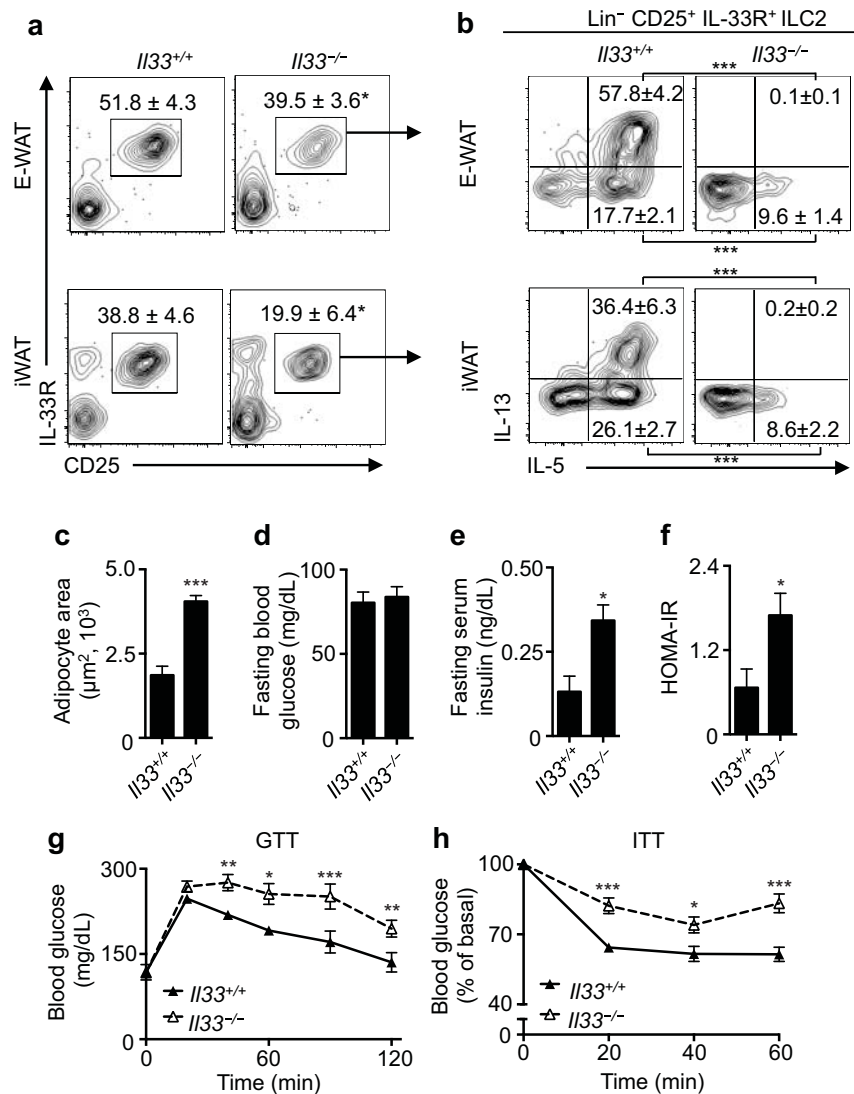 a
Il33+/+
Il33−/−
51.8 ± 4.3
39.5 ± 3.6*
E-WAT
38.8 ± 4.6
19.9 ± 6.4*
iWAT
IL-33R
CD25
b
Lin− CD25+ IL-33R+ ILC2
Il33+/+
Il33−/−
***
57.8±4.2
0.1±0.1
E-WAT
17.7±2.1
9.6 ± 1.4
***
***
36.4±6.3
0.2±0.2
iWAT
IL-13
26.1±2.7
8.6±2.2
IL-5
***
c
Adipocyte area
(µm2, 103)
5.0
2.5
0
***
Il33+/+
Il33−/−
d
Fasting blood
glucose (mg/dL)
100
50
0
Il33+/+
Il33−/−
e
Fasting serum
insulin (ng/dL)
0.50
0.25
0
*
Il33+/+
Il33−/−
f
HOMA-IR
2.4
1.2
0
*
Il33+/+
Il33−/−
g
GTT
Blood glucose
(mg/dL)
300
150
0
**
*
***
**
Il33+/+
Il33−/−
0
60
120
Time (min)
h
ITT
Blood glucose
(% of basal)
100
70
40
0
***
*
***
Il33+/+
Il33−/−
0
20
40
60
Time (min)